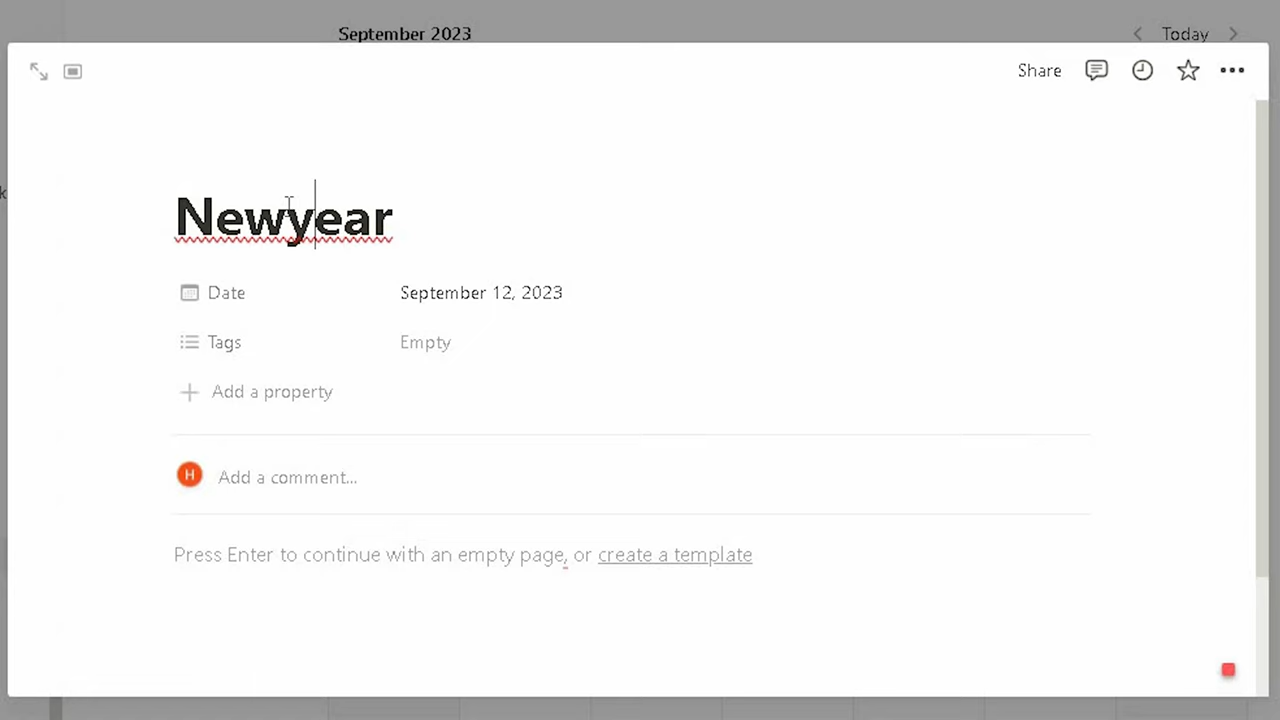 September 2023
Today
Share
Newyear
Date
September 12, 2023
Tags
Empty
Add a property
H
Add a comment...
Press Enter to continue with an empty page, or create a template